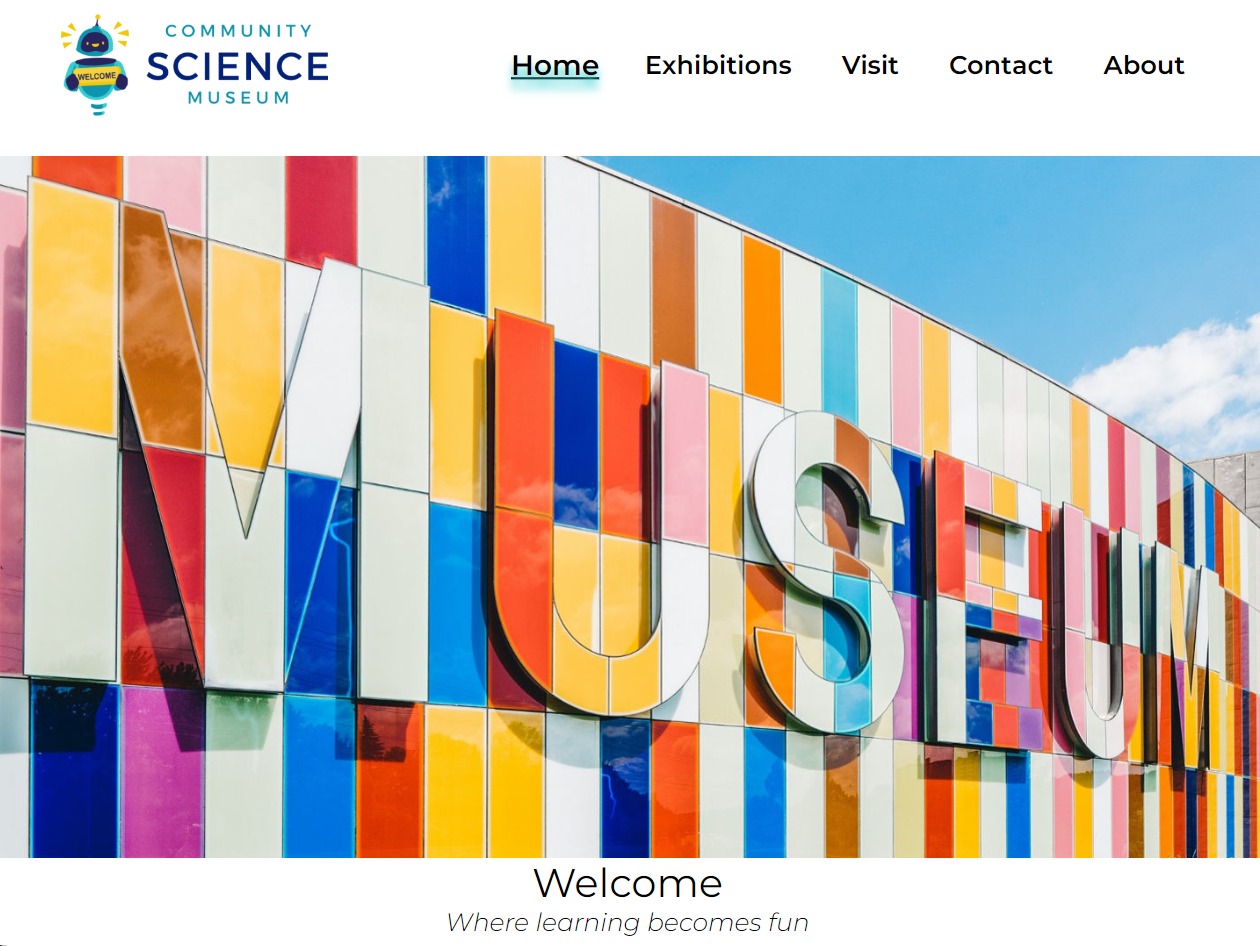 COMMUNITY
SCIENCE
MUSEUM
WELCOME
Home Exhibitions Visit Contact About
MUSEUM
Welcome
Where learning becomes fun